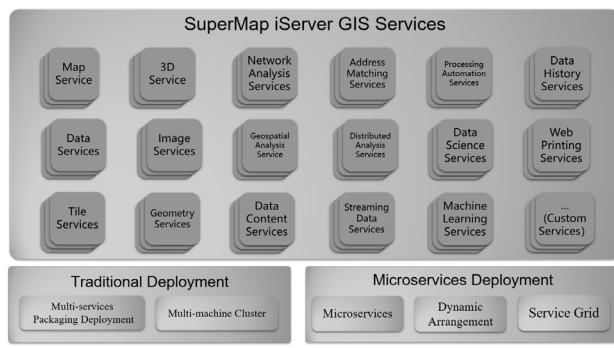 SuperMap iServer GIS Services
Map
Service
3D
Service
Network
Analysis
Services
Address
Matching
Services
Processing
Automation
Services
Data
History
Services
Data
Services
Image
Services
Geospatial
Analysis
Service
Distributed
Analysis
Services
Data
Science
Services
Web
Printing
Services
Tile
Services
Geometry
Services
Data
Content
Services
Streaming
Data
Services
Machine
Learning
Services
...
(Custom
Services)
Traditional Deployment
Multi-services
Packaging Deployment
Multi-machine Cluster
Microservices Deployment
Microservices
Dynamic
Arrangement
Service Grid